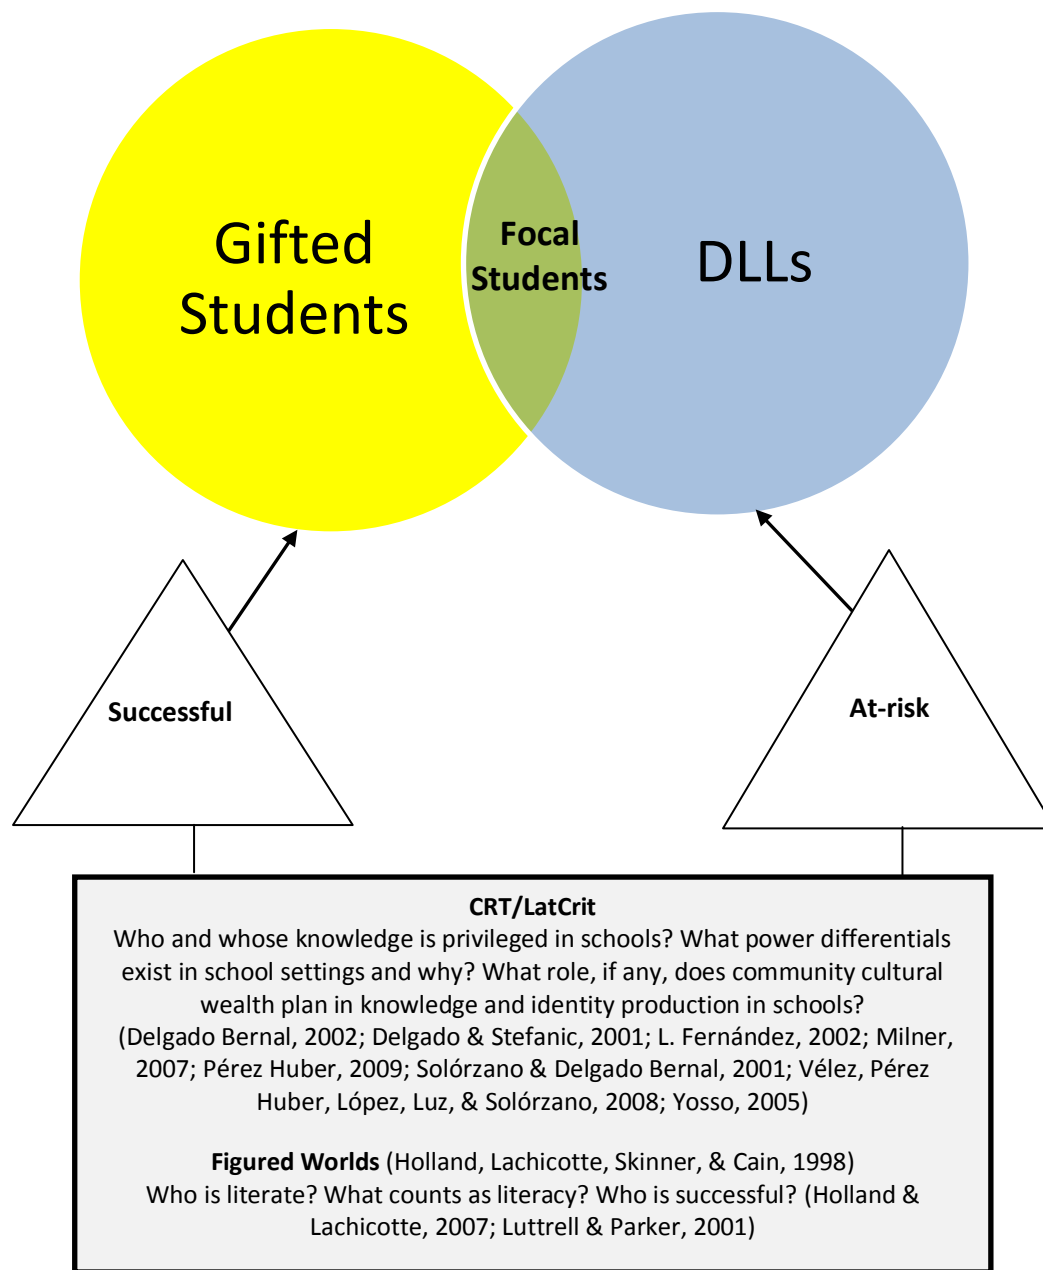 Gifted
Students
Focal
Students
DLLs
Successful
At-risk
CRT/LatCrit
Who and whose knowledge is privileged in schools? What power differentials
exist in school settings and why? What role, if any, does community cultural
wealth plan in knowledge and identity production in schools?
(Delgado Bernal, 2002; Delgado & Stefanic, 2001; L. Fernández, 2002; Milner,
2007; Pérez Huber, 2009; Solórzano & Delgado Bernal, 2001; Vélez, Pérez
Huber, López, Luz, & Solórzano, 2008; Yosso, 2005)
Figured Worlds (Holland, Lachicotte, Skinner, & Cain, 1998)
Who is literate? What counts as literacy? Who is successful? (Holland &
Lachicotte, 2007; Luttrell & Parker, 2001)